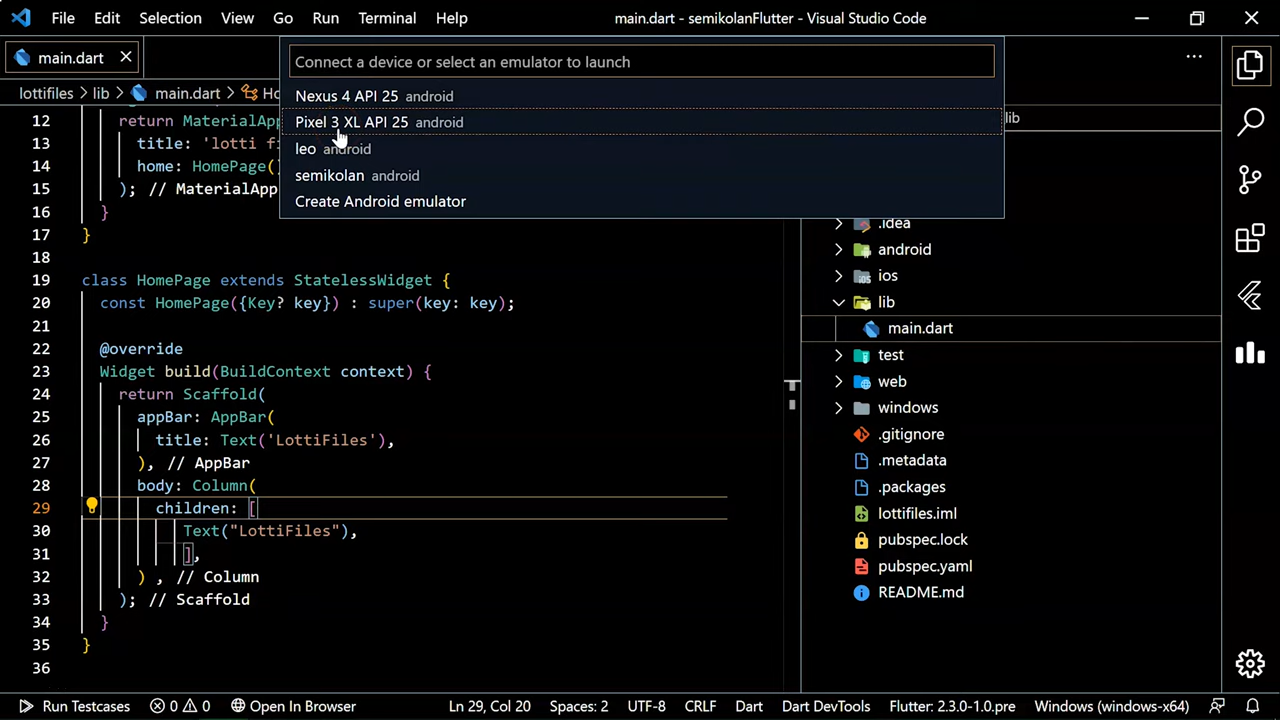 File Edit Selection View Go Run Terminal Help main.dart - semikolanFlutter - Visual Studio Code
main.dart
Connect a device or select an emulator to launch
Nexus 4 API 25 android
Pixel 3 XL API 25 android
leo android
semikolan android
Create Android emulator
lottifiles > lib > main.dart >
12 return MaterialApp
13 title: 'lotti
14 home: HomePage(
15 ); // MaterialApp
16 }
17 }
18
19 class HomePage extends StatelessWidget {
20 const HomePage({Key? key}) : super(key: key);
21
22 @override
23 Widget build(BuildContext context) {
24 return Scaffold(
25 appBar: AppBar(
26 title: Text('LottiFiles'),
27 ), // AppBar
28 body: Column(
29 children: [
30 Text("LottiFiles"),
31 ],
32 ) , // Column
33 ); // Scaffold
34 }
35 }
36
lib
.idea
android
ios
lib
main.dart
test
web
windows
.gitignore
.metadata
.packages
lottifiles.iml
pubspec.lock
pubspec.yaml
README.md
Run Testcases 0 0 Open In Browser Ln 29, Col 20 Spaces: 2 UTF-8 CRLF Dart Dart DevTools Flutter: 2.3.0-1.0.pre Windows (windows-x64)